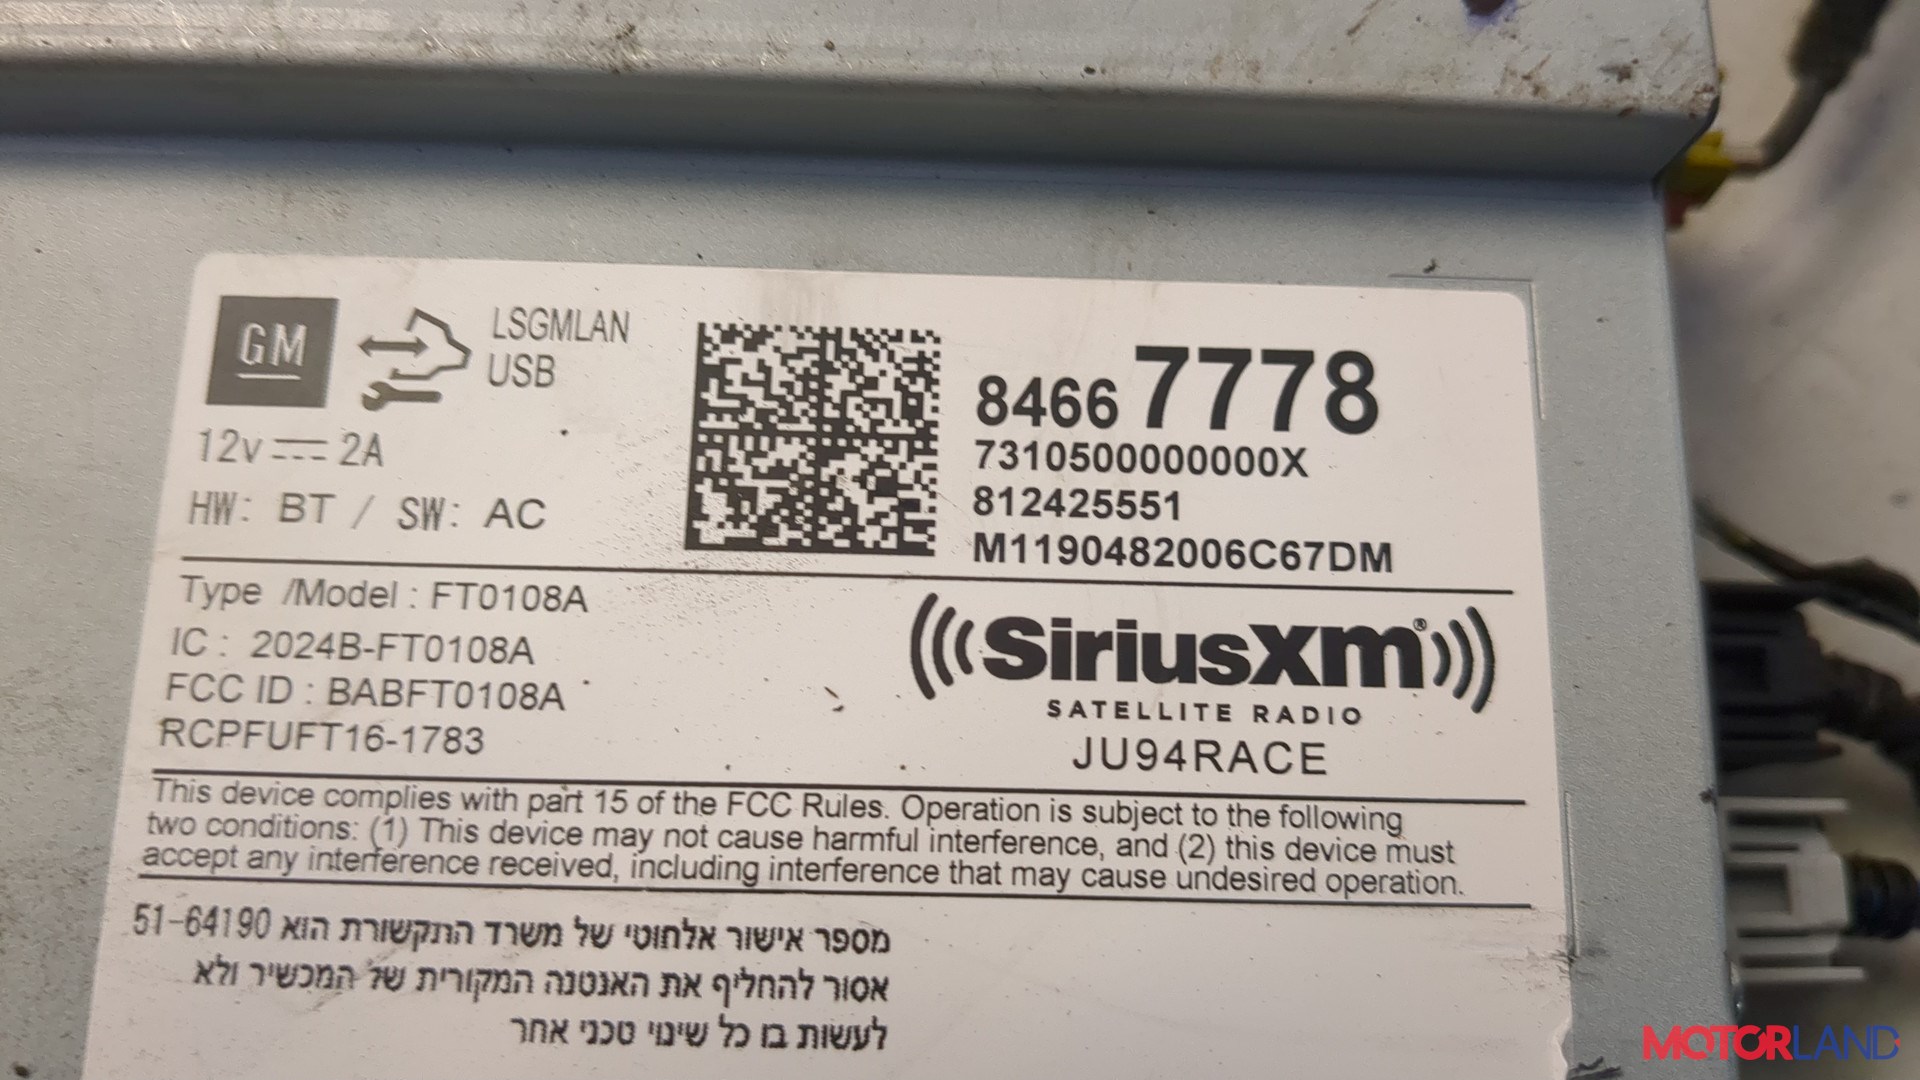 GM
LSGMLAN
USB
12v 2A
HW: BT / SW: AC
84667778
7310500000000X
812425551
M1190482006C67DM
Type /Model : FT0108A
IC : 2024B-FT0108A
FCC ID : BABFT0108A
RCPFUFT16-1783
SiriusXm®
SATELLITE RADIO
JU94RACE
This device complies with part 15 of the FCC Rules. Operation is subject to the following
two conditions: (1) This device may not cause harmful interference, and (2) this device must
accept any interference received, including interference that may cause undesired operation.
מספר אישור אלחוטי של משרד התקשורת הוא 51-64190
אסור להחליף את האנטנה המקורית של המכשיר ולא
לעשות בו כל שינוי טכני אחר
MOTORLAND